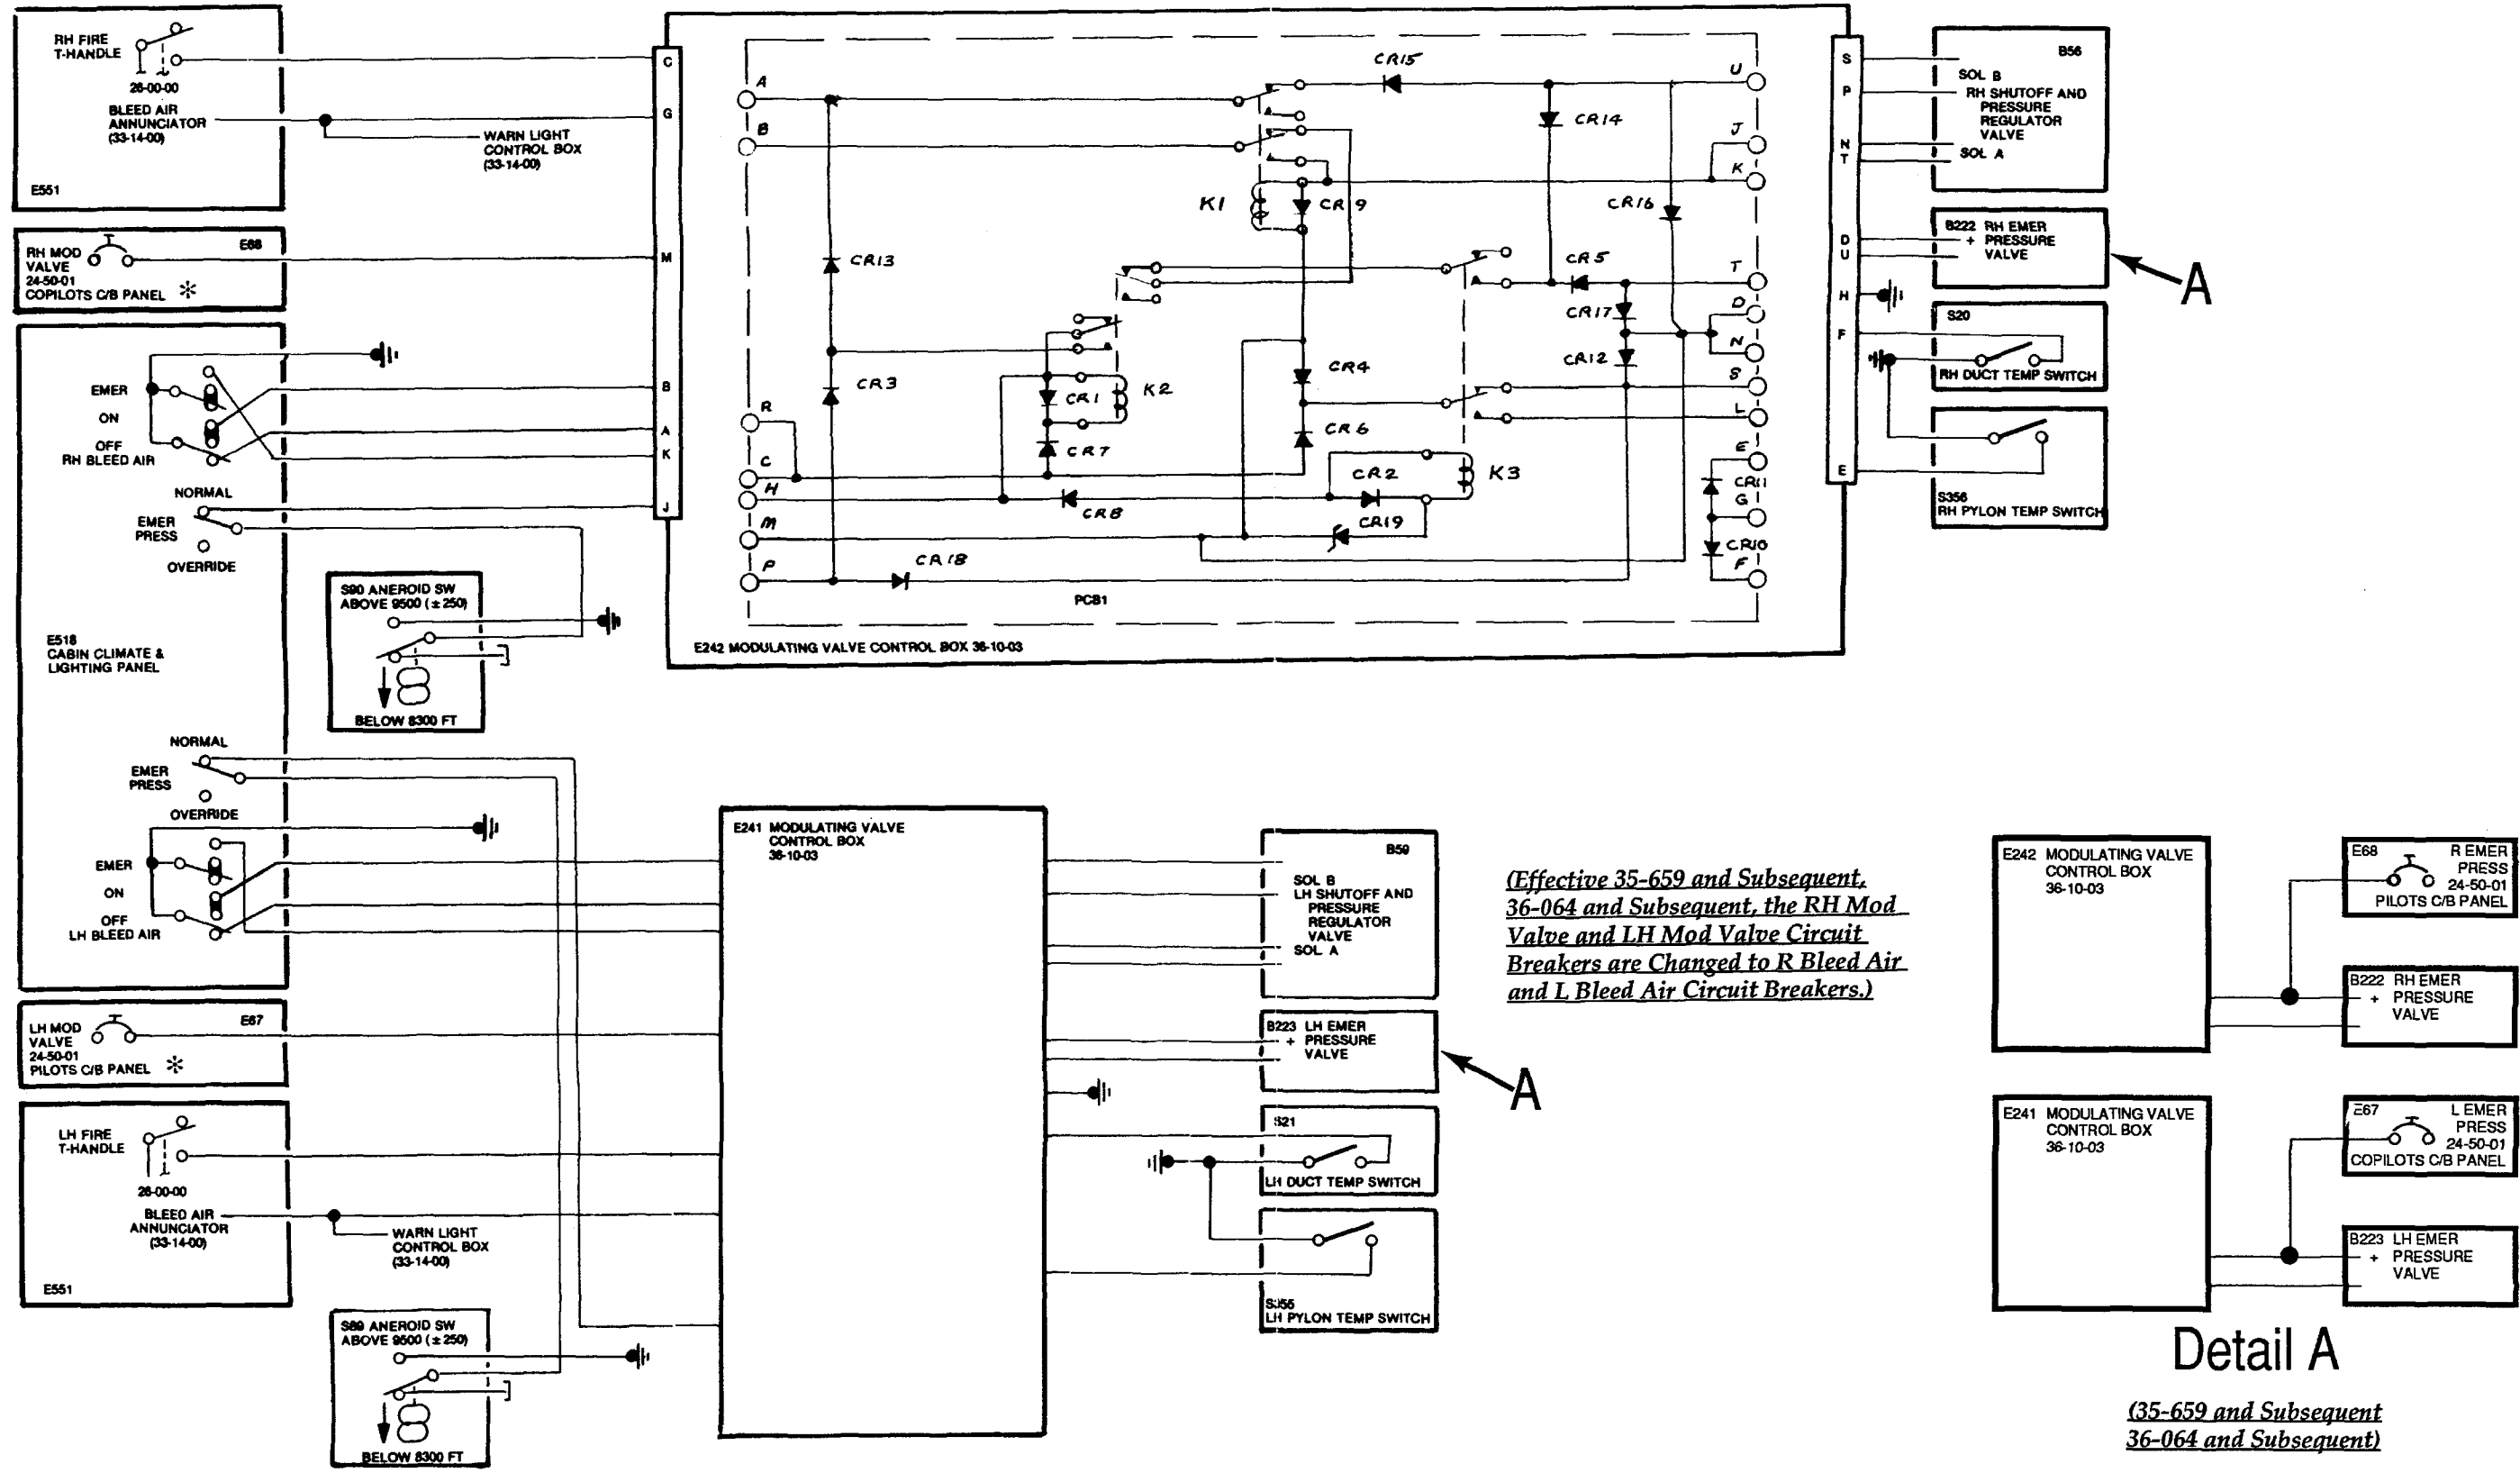 RH FIRE
T-HANDLE
26-00-00
BLEED AIR
ANNUNCIATOR
(33-14-00)
WARN LIGHT
CONTROL BOX
(33-14-00)
E551
RH MOD
VALVE
24-50-01
COPILOTS C/B PANEL *
E68
EMER
ON
OFF
RH BLEED AIR
NORMAL
EMER
PRESS
OVERRIDE
S90 ANEROID SW
ABOVE 9500 (±250)
BELOW 8300 FT
E518
CABIN CLIMATE &
LIGHTING PANEL
NORMAL
EMER
PRESS
OVERRIDE
EMER
ON
OFF
LH BLEED AIR
LH MOD
VALVE
24-50-01
PILOTS C/B PANEL *
E67
LH FIRE
T-HANDLE
26-00-00
BLEED AIR
ANNUNCIATOR
(33-14-00)
WARN LIGHT
CONTROL BOX
(33-14-00)
E551
S89 ANEROID SW
ABOVE 9500 (±250)
BELOW 8300 FT
C
G
M
B
A
K
J
A
B
R
C
H
M
P
CR15
CR14
K1
CR9
CR16
CR13
CR5
CR17
CR3
CR1
K2
CR4
CR12
CR7
CR6
CR2
K3
CR11
CR8
CR19
CR10
CR18
U
J
K
T
D
N
S
L
E
G
F
PCB1
E242 MODULATING VALVE CONTROL BOX 36-10-03
S
P
N
T
D
U
H
F
E
B56
SOL B
RH SHUTOFF AND
PRESSURE
REGULATOR
VALVE
SOL A
B222 RH EMER
+ PRESSURE
VALVE
A
S20
RH DUCT TEMP SWITCH
S356
RH PYLON TEMP SWITCH
E241 MODULATING VALVE
CONTROL BOX
36-10-03
B59
SOL B
LH SHUTOFF AND
PRESSURE
REGULATOR
VALVE
SOL A
B223 LH EMER
+ PRESSURE
VALVE
A
S21
LH DUCT TEMP SWITCH
S355
LH PYLON TEMP SWITCH
(Effective 35-659 and Subsequent,
36-064 and Subsequent, the RH Mod
Valve and LH Mod Valve Circuit
Breakers are Changed to R Bleed Air
and L Bleed Air Circuit Breakers.)
E242 MODULATING VALVE
CONTROL BOX
36-10-03
E68 R EMER
PRESS
24-50-01
PILOTS C/B PANEL
B222 RH EMER
+ PRESSURE
VALVE
E241 MODULATING VALVE
CONTROL BOX
36-10-03
E67 L EMER
PRESS
24-50-01
COPILOTS C/B PANEL
B223 LH EMER
+ PRESSURE
VALVE
Detail A
(35-659 and Subsequent
36-064 and Subsequent)